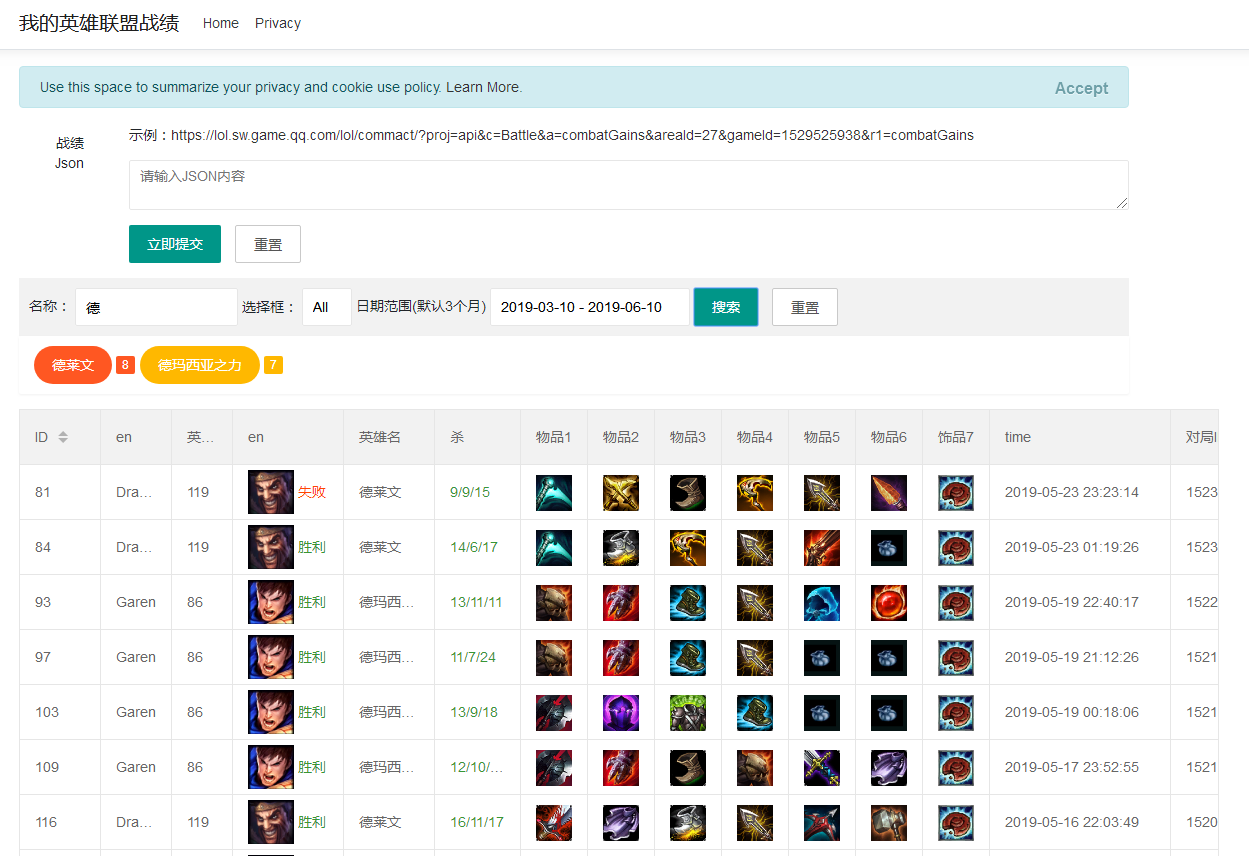 我的英雄联盟战绩 Home Privacy
Use this space to summarize your privacy and cookie use policy. Learn More. Accept
战绩 Json 示例：https://lol.sw.game.qq.com/lol/commact/?proj=api&c=Battle&a=combatGains&areaId=27&gameId=1529525938&r1=combatGains
请输入JSON内容
立即提交 重置
名称： 德 选择框： All 日期范围(默认3个月) 2019-03-10 - 2019-06-10 搜索 重置
德莱文 8 德玛西亚之力 7
ID en 英... en 英雄名 杀 物品1 物品2 物品3 物品4 物品5 物品6 饰品7 time 对局I
81 Dra... 119 失败 德莱文 9/9/15 2019-05-23 23:23:14 1523
84 Dra... 119 胜利 德莱文 14/6/17 2019-05-23 01:19:26 1523
93 Garen 86 胜利 德玛西... 13/11/11 2019-05-19 22:40:17 1522
97 Garen 86 胜利 德玛西... 11/7/24 2019-05-19 21:12:26 1521
103 Garen 86 胜利 德玛西... 13/9/18 2019-05-19 00:18:06 1521
109 Garen 86 胜利 德玛西... 12/10/... 2019-05-17 23:52:55 1521
116 Dra... 119 胜利 德莱文 16/11/17 2019-05-16 22:03:49 1520